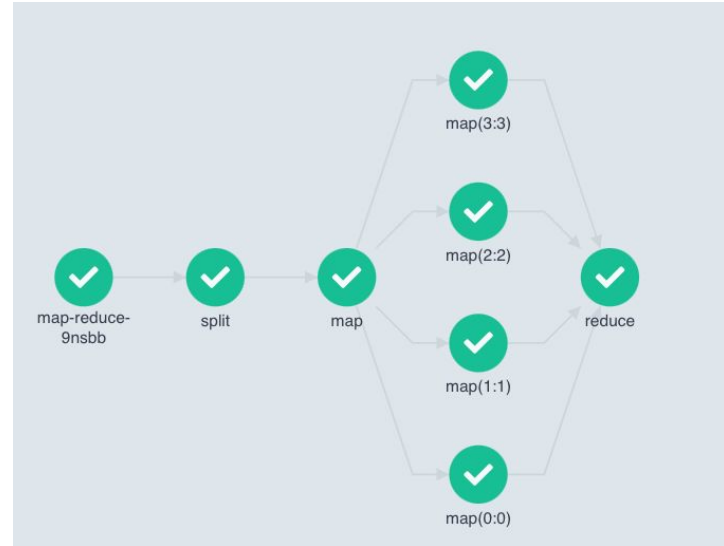 map(3:3)
map(2:2)
map-reduce-
9nsbb
split
map
reduce
map(1:1)
map(0:0)